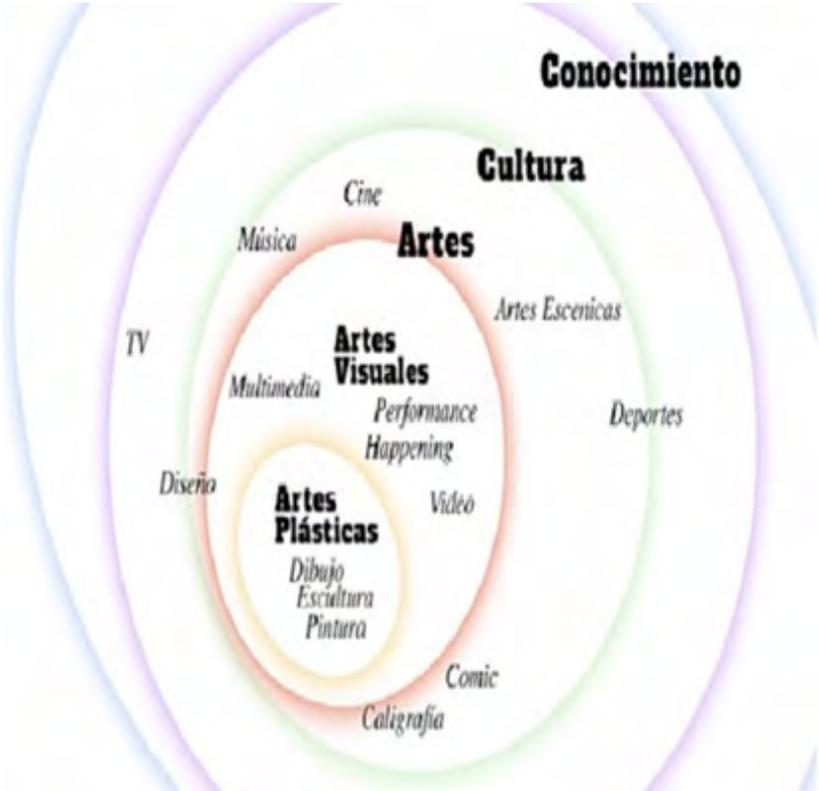 Conocimiento
Cultura
Cine
Música
Artes
Artes Escenicas
TV
Artes
Visuales
Multimedia
Performance
Deportes
Happening
Diseño
Video
Artes
Plásticas
Dibujo
Escultura
Pintura
Comic
Caligrafía